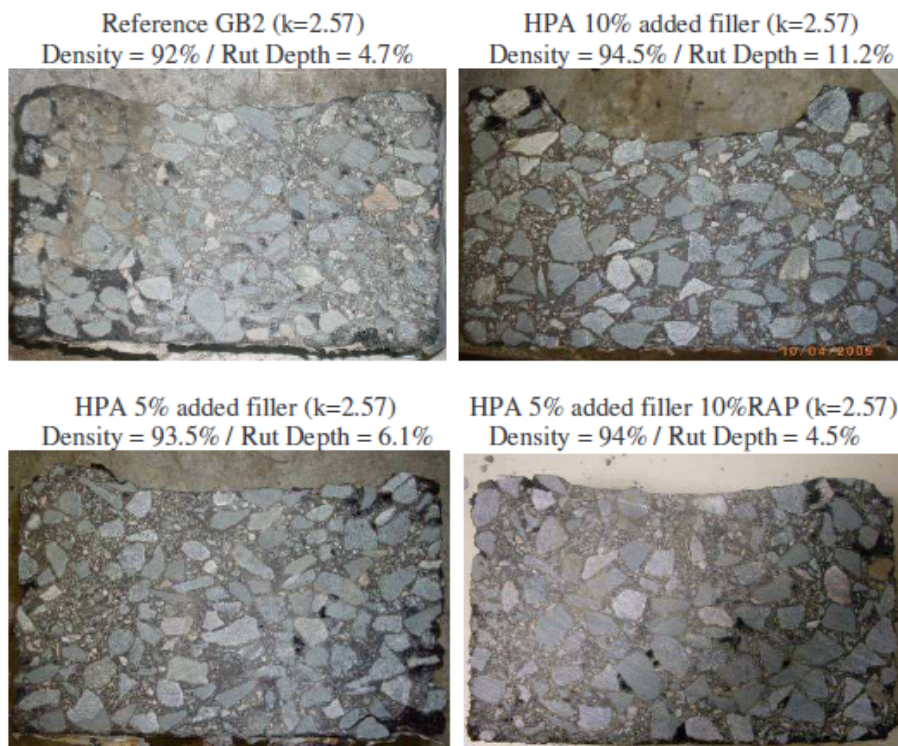 Reference GB2 (k=2.57)
Density = 92% / Rut Depth = 4.7%
HPA 10% added filler (k=2.57)
Density = 94.5% / Rut Depth = 11.2%
10/04/2009
HPA 5% added filler (k=2.57)
Density = 93.5% / Rut Depth = 6.1%
HPA 5% added filler 10%RAP (k=2.57)
Density = 94% / Rut Depth = 4.5%